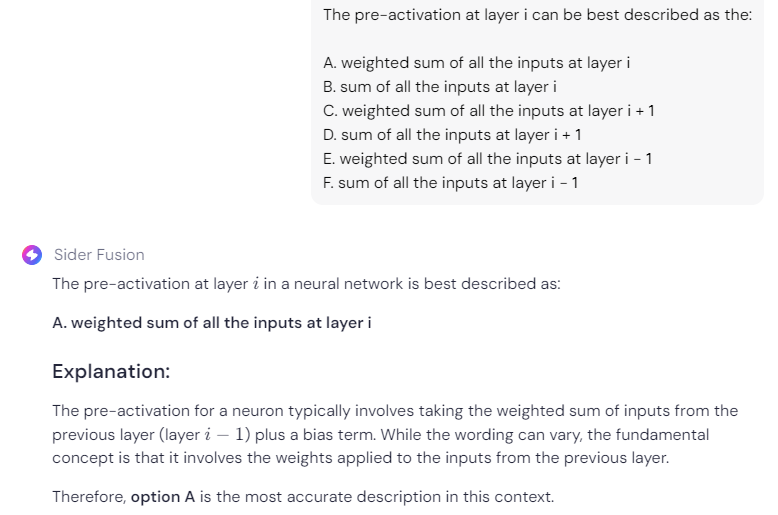 The pre-activation at layer i can be best described as the:
A. weighted sum of all the inputs at layer i
B. sum of all the inputs at layer i
C. weighted sum of all the inputs at layer i + 1
D. sum of all the inputs at layer i + 1
E. weighted sum of all the inputs at layer i - 1
F. sum of all the inputs at layer i - 1
Sider Fusion
The pre-activation at layer i in a neural network is best described as:
A. weighted sum of all the inputs at layer i
Explanation:
The pre-activation for a neuron typically involves taking the weighted sum of inputs from the
previous layer (layer i − 1) plus a bias term. While the wording can vary, the fundamental
concept is that it involves the weights applied to the inputs from the previous layer.
Therefore, option A is the most accurate description in this context.